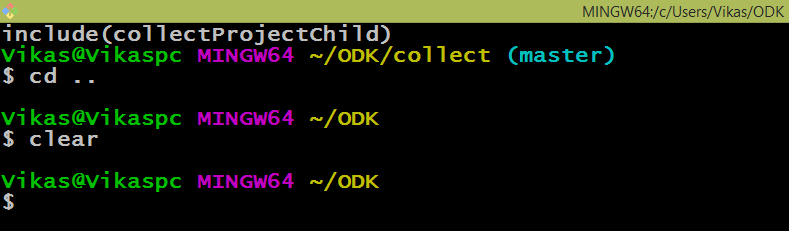 MINGW64:/c/Users/Vikas/ODK
include(collectProjectChild)
Vikas@Vikaspc MINGW64 ~/ODK/collect (master)
$ cd ..
Vikas@Vikaspc MINGW64 ~/ODK
$ clear
Vikas@Vikaspc MINGW64 ~/ODK
$